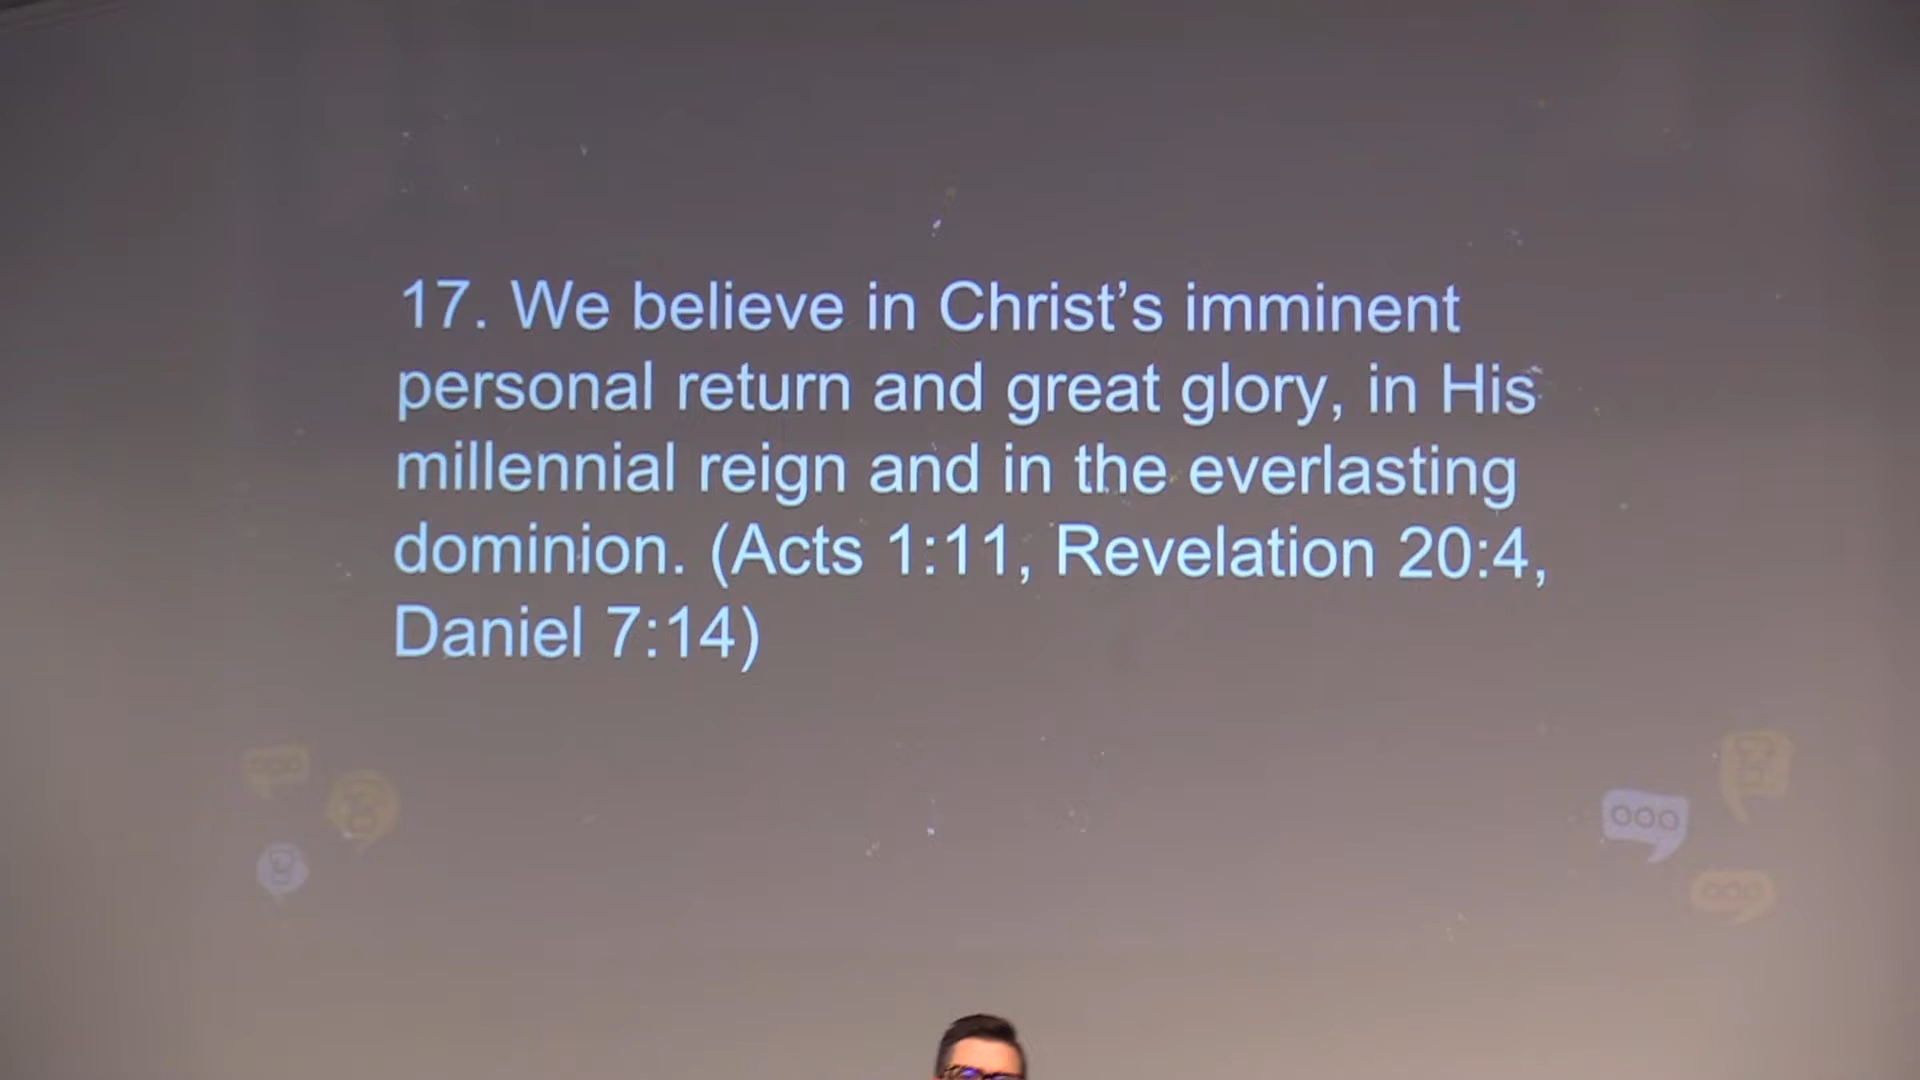 17. We believe in Christ’s imminent
personal return and great glory, in His
millennial reign and in the everlasting
dominion. (Acts 1:11, Revelation 20:4,
Daniel 7:14)